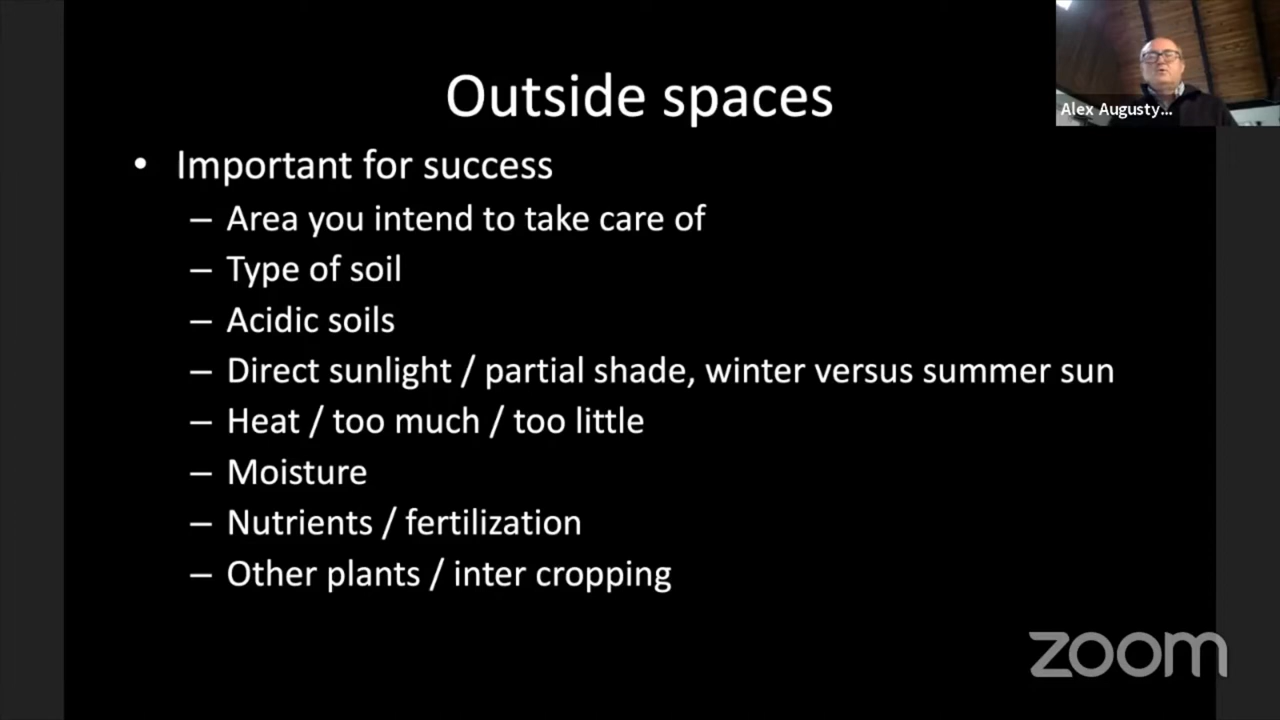 Outside spaces
• Important for success
– Area you intend to take care of
– Type of soil
– Acidic soils
– Direct sunlight / partial shade, winter versus summer sun
– Heat / too much / too little
– Moisture
– Nutrients / fertilization
– Other plants / inter cropping
Alex Augusty...
zoom